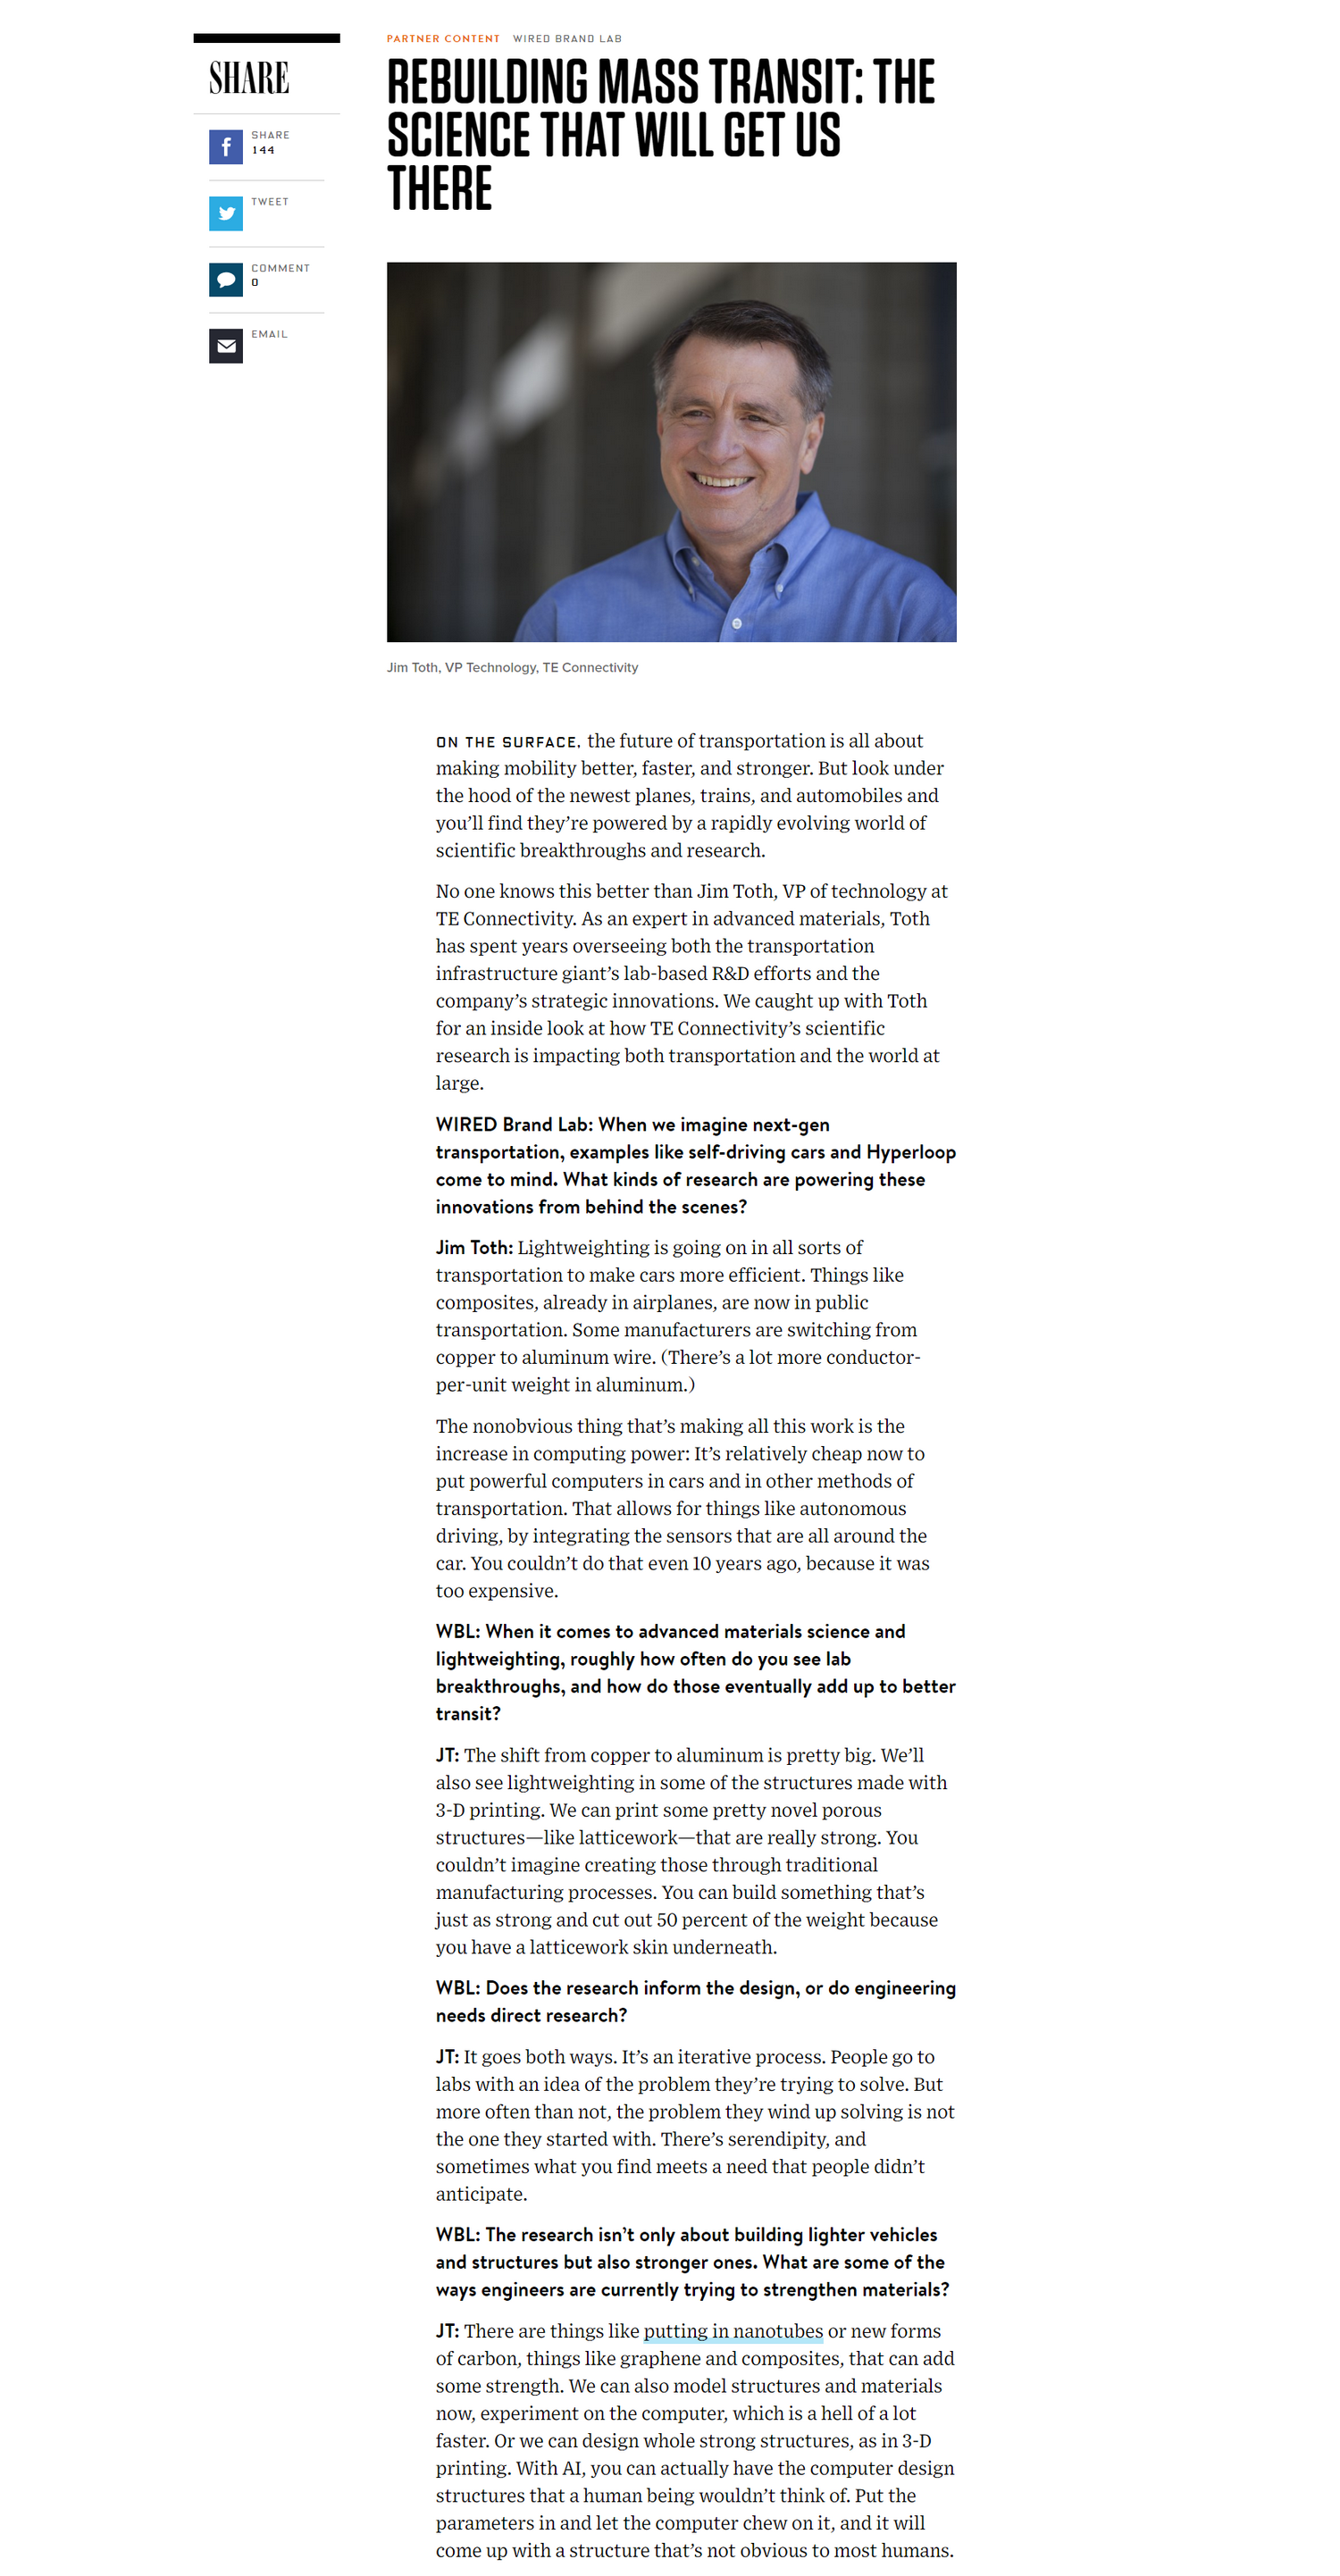 SHARE
SHARE
144
TWEET
COMMENT
0
EMAIL
PARTNER CONTENT WIRED BRAND LAB
REBUILDING MASS TRANSIT: THE
SCIENCE THAT WILL GET US
THERE
Jim Toth, VP Technology, TE Connectivity
ON THE SURFACE, the future of transportation is all about
making mobility better, faster, and stronger. But look under
the hood of the newest planes, trains, and automobiles and
you’ll find they’re powered by a rapidly evolving world of
scientific breakthroughs and research.
No one knows this better than Jim Toth, VP of technology at
TE Connectivity. As an expert in advanced materials, Toth
has spent years overseeing both the transportation
infrastructure giant’s lab-based R&D efforts and the
company’s strategic innovations. We caught up with Toth
for an inside look at how TE Connectivity’s scientific
research is impacting both transportation and the world at
large.
WIRED Brand Lab: When we imagine next-gen
transportation, examples like self-driving cars and Hyperloop
come to mind. What kinds of research are powering these
innovations from behind the scenes?
Jim Toth: Lightweighting is going on in all sorts of
transportation to make cars more efficient. Things like
composites, already in airplanes, are now in public
transportation. Some manufacturers are switching from
copper to aluminum wire. (There’s a lot more conductor-
per-unit weight in aluminum.)
The nonobvious thing that’s making all this work is the
increase in computing power: It’s relatively cheap now to
put powerful computers in cars and in other methods of
transportation. That allows for things like autonomous
driving, by integrating the sensors that are all around the
car. You couldn’t do that even 10 years ago, because it was
too expensive.
WBL: When it comes to advanced materials science and
lightweighting, roughly how often do you see lab
breakthroughs, and how do those eventually add up to better
transit?
JT: The shift from copper to aluminum is pretty big. We’ll
also see lightweighting in some of the structures made with
3-D printing. We can print some pretty novel porous
structures—like latticework—that are really strong. You
couldn’t imagine creating those through traditional
manufacturing processes. You can build something that’s
just as strong and cut out 50 percent of the weight because
you have a latticework skin underneath.
WBL: Does the research inform the design, or do engineering
needs direct research?
JT: It goes both ways. It’s an iterative process. People go to
labs with an idea of the problem they’re trying to solve. But
more often than not, the problem they wind up solving is not
the one they started with. There’s serendipity, and
sometimes what you find meets a need that people didn’t
anticipate.
WBL: The research isn’t only about building lighter vehicles
and structures but also stronger ones. What are some of the
ways engineers are currently trying to strengthen materials?
JT: There are things like putting in nanotubes or new forms
of carbon, things like graphene and composites, that can add
some strength. We can also model structures and materials
now, experiment on the computer, which is a hell of a lot
faster. Or we can design whole strong structures, as in 3-D
printing. With AI, you can actually have the computer design
structures that a human being wouldn’t think of. Put the
parameters in and let the computer chew on it, and it will
come up with a structure that’s not obvious to most humans.